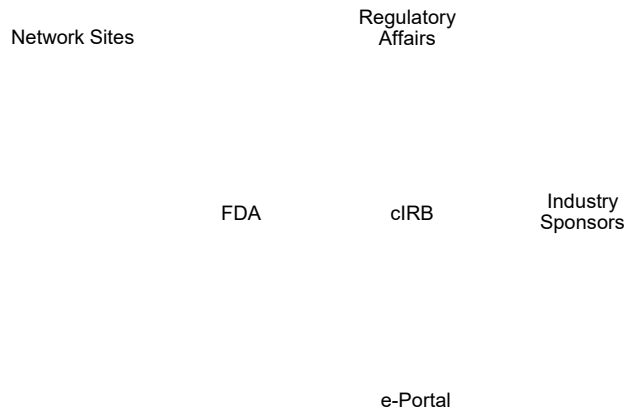 Network Sites
Regulatory
Affairs
FDA
cIRB
Industry
Sponsors
e-Portal